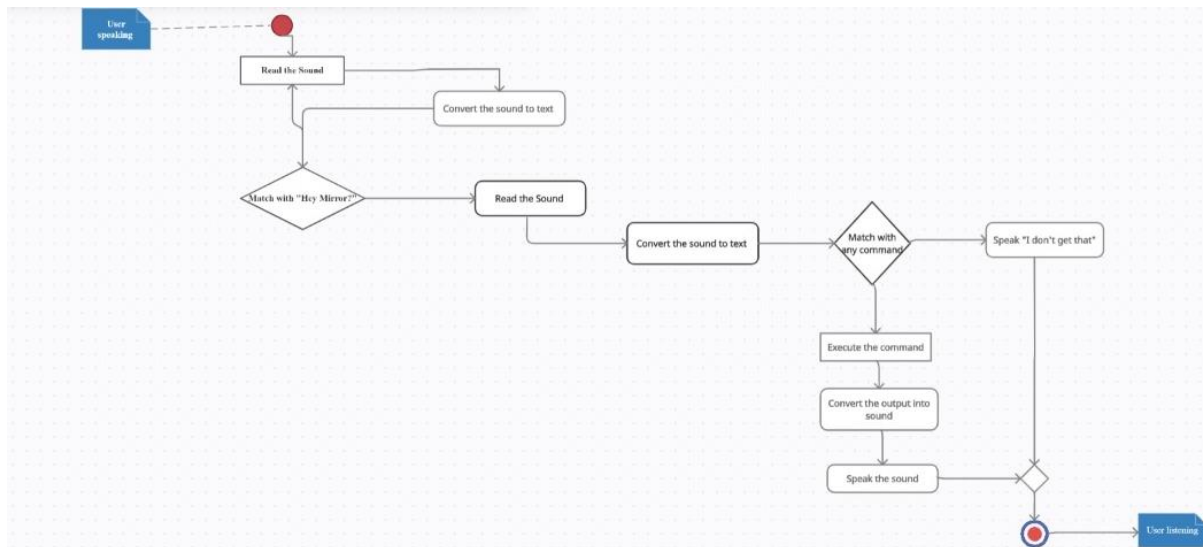 User
speaking
Read the Sound
Convert the sound to text
Match with "Hey Mirror?"
Read the Sound
Convert the sound to text
Match with
any command
Speak "I don't get that"
Execute the command
Convert the output into
sound
Speak the sound
User listening